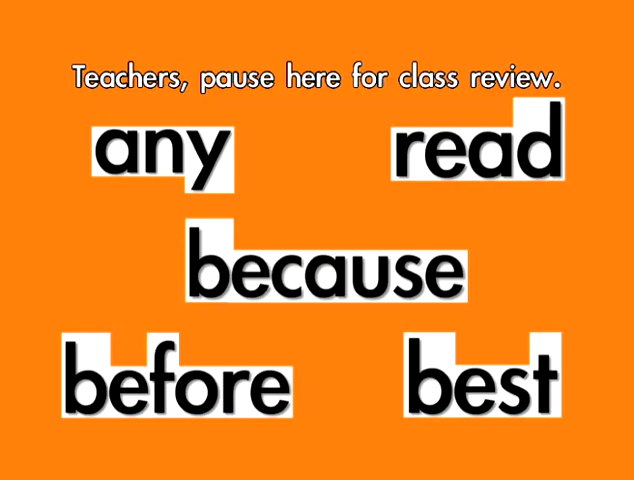 Teachers, pause here for class review.
any read
because
before best